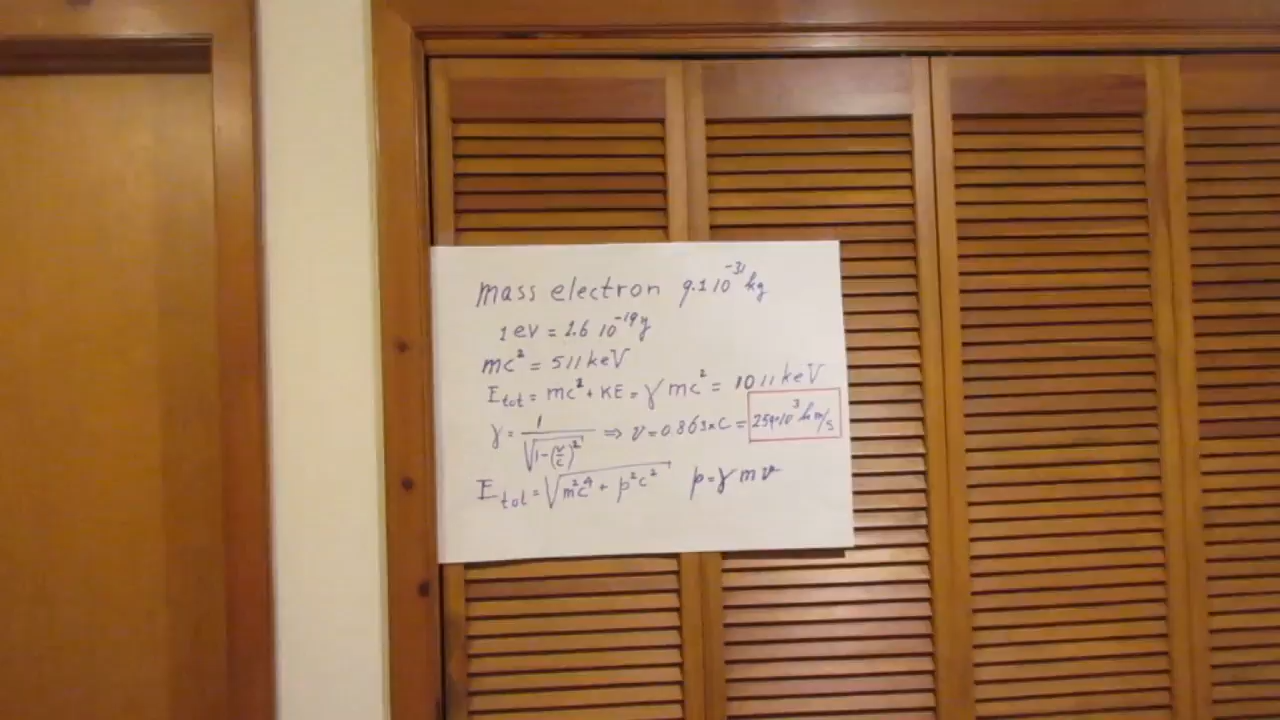 mass electron 9.1 10⁻³¹ kg
1 eV = 1.6 10⁻¹⁹ J
mc² = 511 keV
E_tot = mc² + KE = γ mc² = 1011 keV
γ = 1/√(1-(v/c)²) ⇒ v = 0.863 × c = 259·10³ km/s
E_tot = √(m²c⁴ + p²c²) p = γ m v